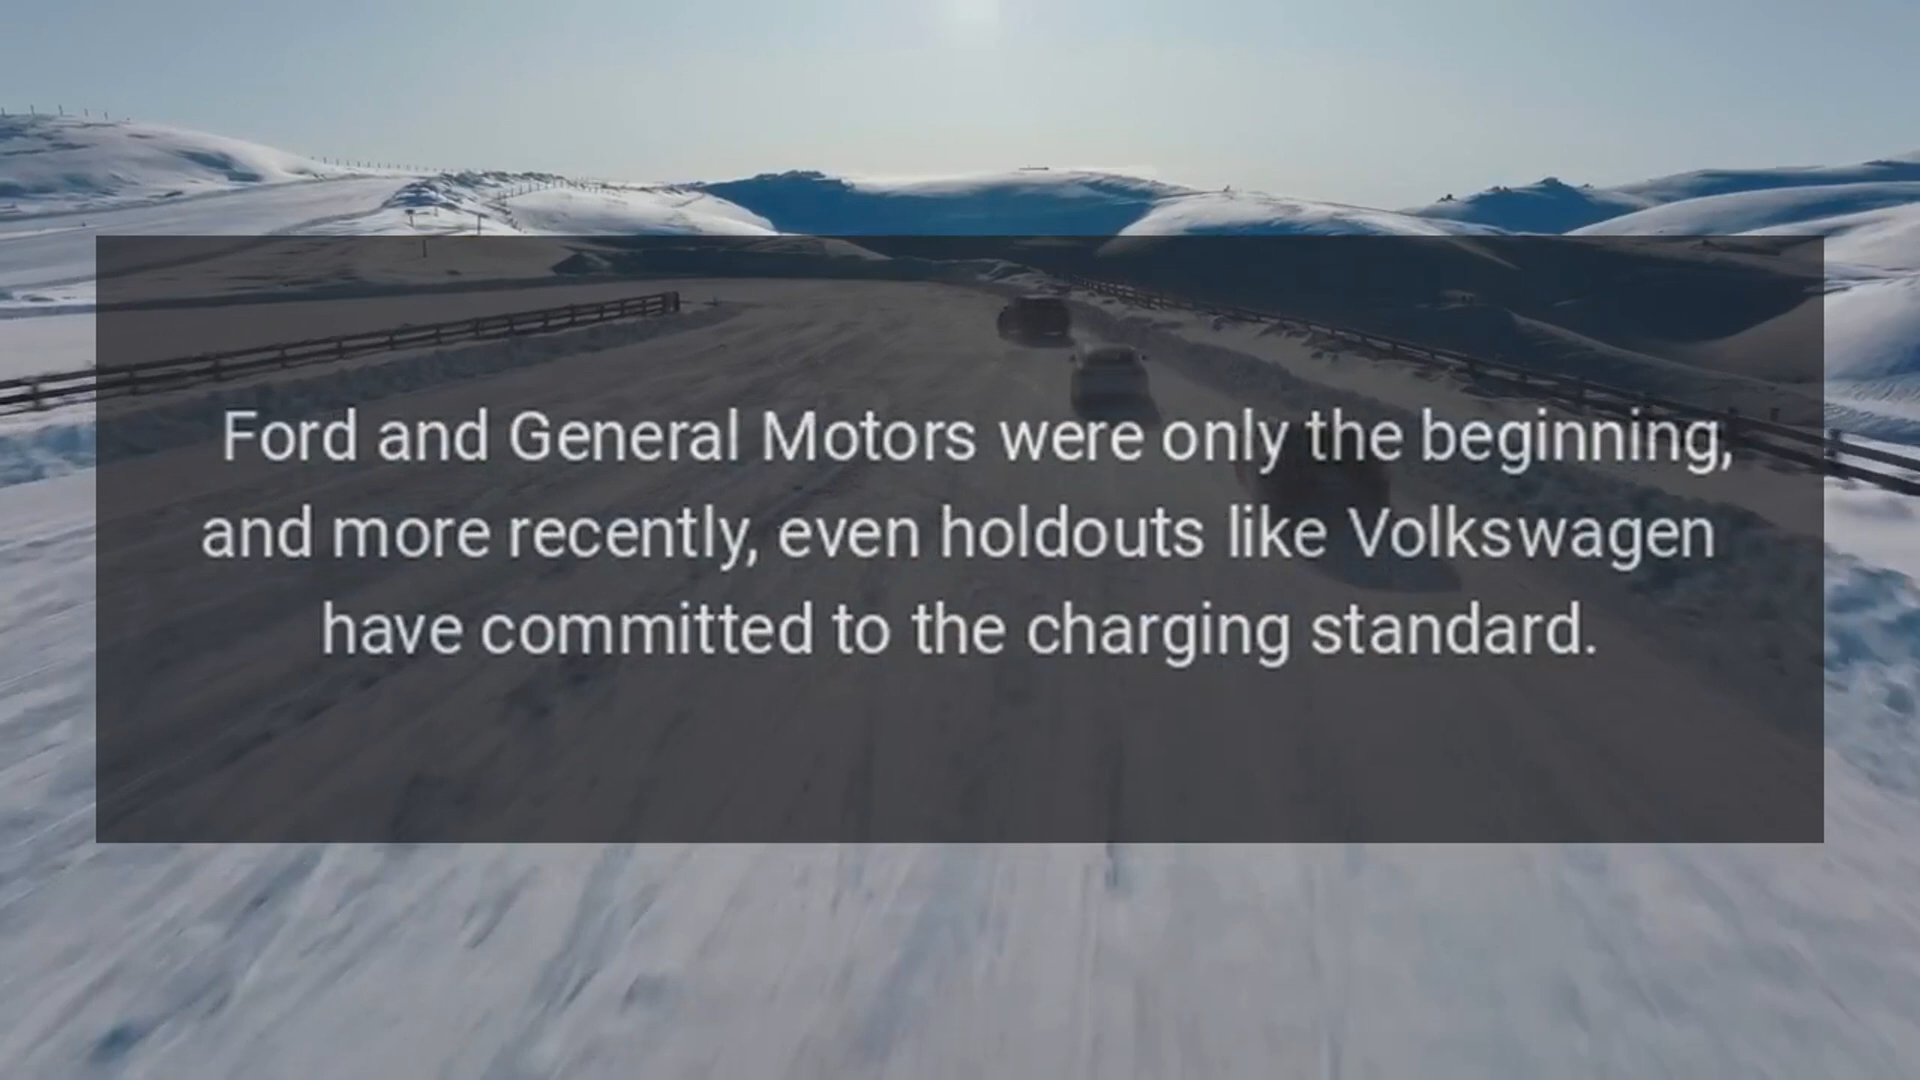 Ford and General Motors were only the beginning,
and more recently, even holdouts like Volkswagen
have committed to the charging standard.